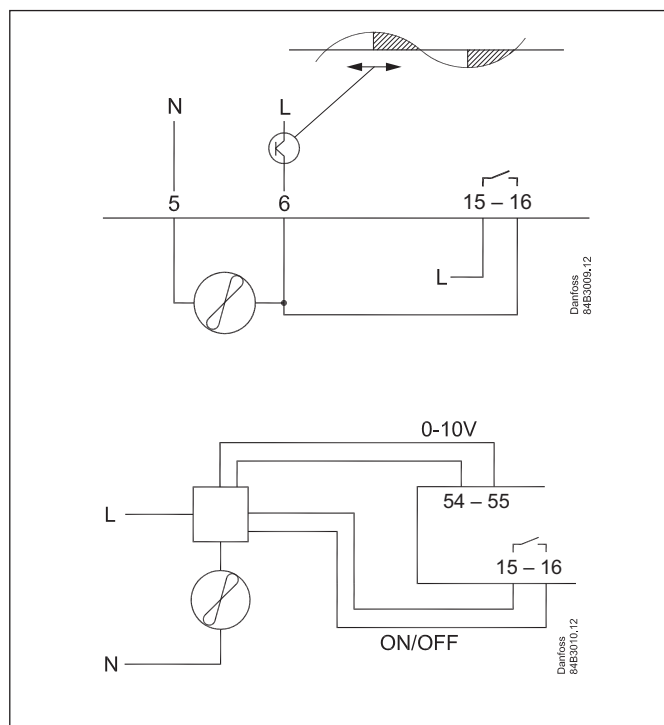 N
L
5
6
15 – 16
L
Danfoss
84B3009.12
0-10V
54 – 55
L
15 – 16
ON/OFF
N
Danfoss
84B3010.12